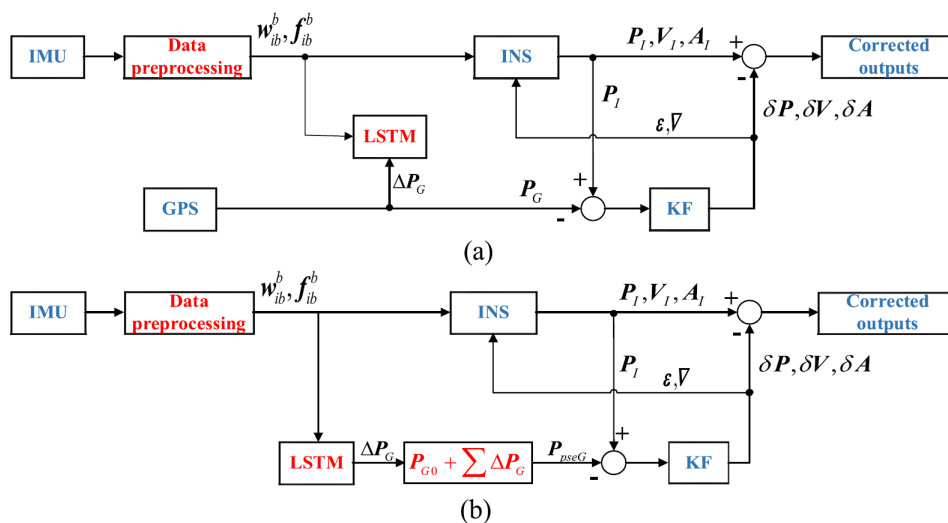 w_{ib}^{b}, f_{ib}^{b}
P_I, V_I, A_I
+
IMU
Data preprocessing
INS
Corrected outputs
-
P_I
δP, δV, δA
ε,∇
LSTM
ΔP_G
P_G
+
GPS
-
KF
(a)
w_{ib}^{b}, f_{ib}^{b}
P_I, V_I, A_I
+
IMU
Data preprocessing
INS
Corrected outputs
-
P_I
δP, δV, δA
ε,∇
+
LSTM
ΔP_G
P_{G0} + ∑ ΔP_G
P_{pseG}
-
KF
(b)